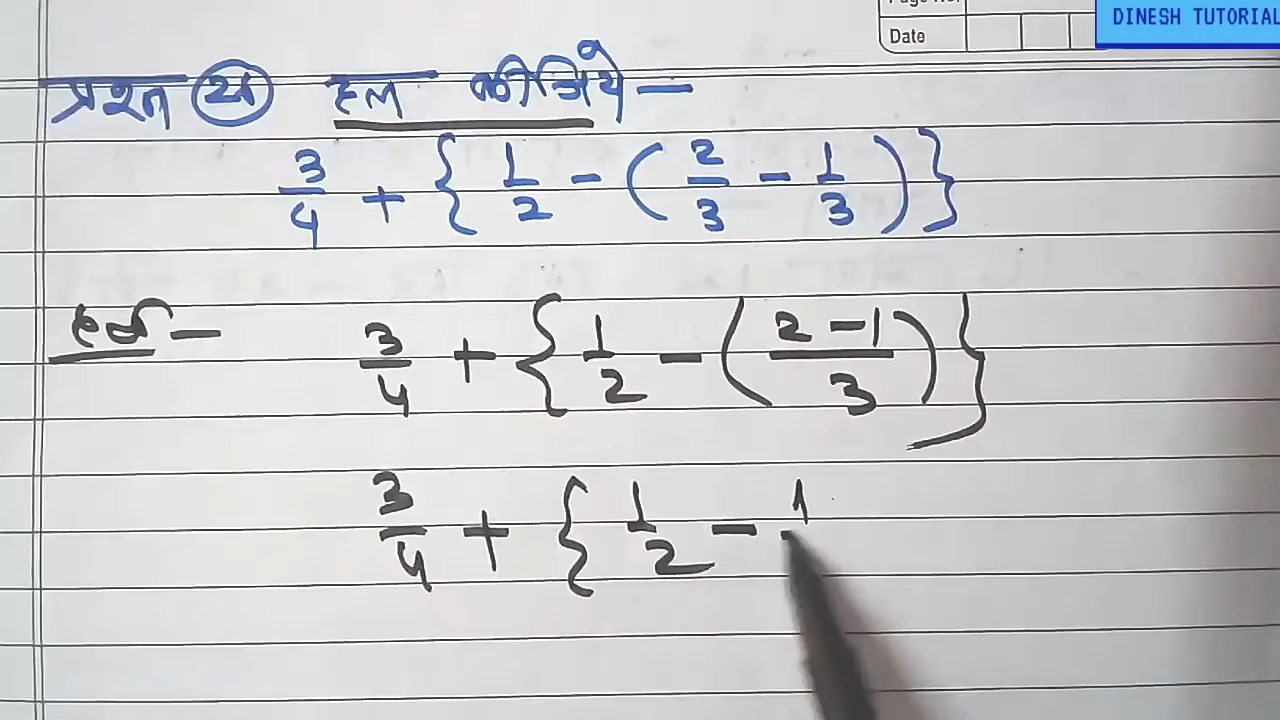 DINESH TUTORIAL
Date
प्रश्न हल कीजिये –
3/4 + { 1/2 - ( 2/3 - 1/3 ) }
हल – 3/4 + { 1/2 - ( 2-1/3 ) }
3/4 + { 1/2 - 1